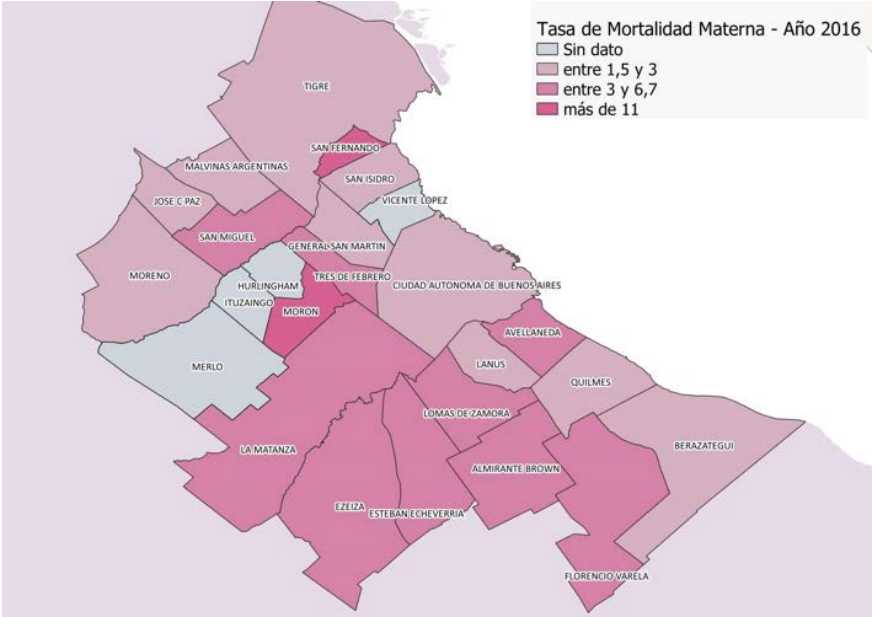 Tasa de Mortalidad Materna - Año 2016
Sin dato
entre 1,5 y 3
entre 3 y 6,7
más de 11
TIGRE
SAN FERNANDO
MALVINAS ARGENTINAS
SAN ISIDRO
JOSE C PAZ
VICENTE LOPEZ
SAN MIGUEL
GENERAL SAN MARTIN
MORENO
TRES DE FEBRERO
HURLINGHAM
CIUDAD AUTONOMA DE BUENOS AIRES
ITUZAINGO
MORON
AVELLANEDA
MERLO
LANUS
QUILMES
LOMAS DE ZAMORA
BERAZATEGUI
LA MATANZA
ALMIRANTE BROWN
EZEIZA
ESTEBAN ECHEVERRIA
FLORENCIO VARELA